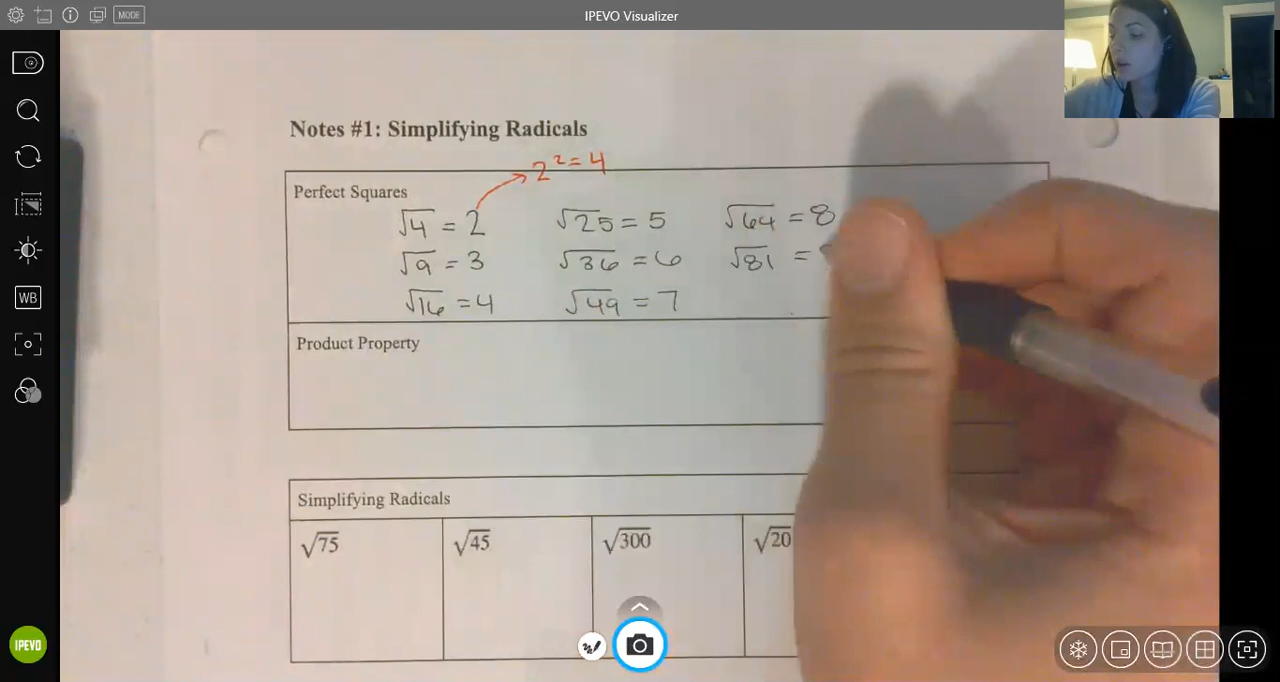 MODE
IPEVO Visualizer
Notes #1: Simplifying Radicals
2² = 4
Perfect Squares
√4 = 2 √25 = 5 √64 = 8
√9 = 3 √36 = 6 √81 =
√16 = 4 √49 = 7
WB
Product Property
Simplifying Radicals
√75 √45 √300 √20
IPEVO